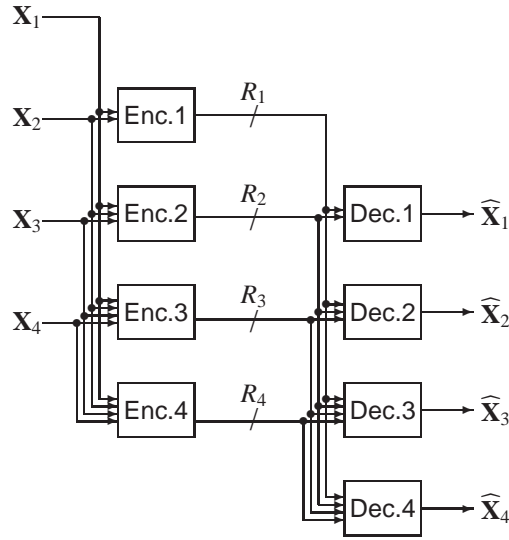 X₁
X₂ Enc.1 R₁
X₃ Enc.2 R₂ Dec.1 X̂₁
X₄ Enc.3 R₃ Dec.2 X̂₂
Enc.4 R₄ Dec.3 X̂₃
Dec.4 X̂₄